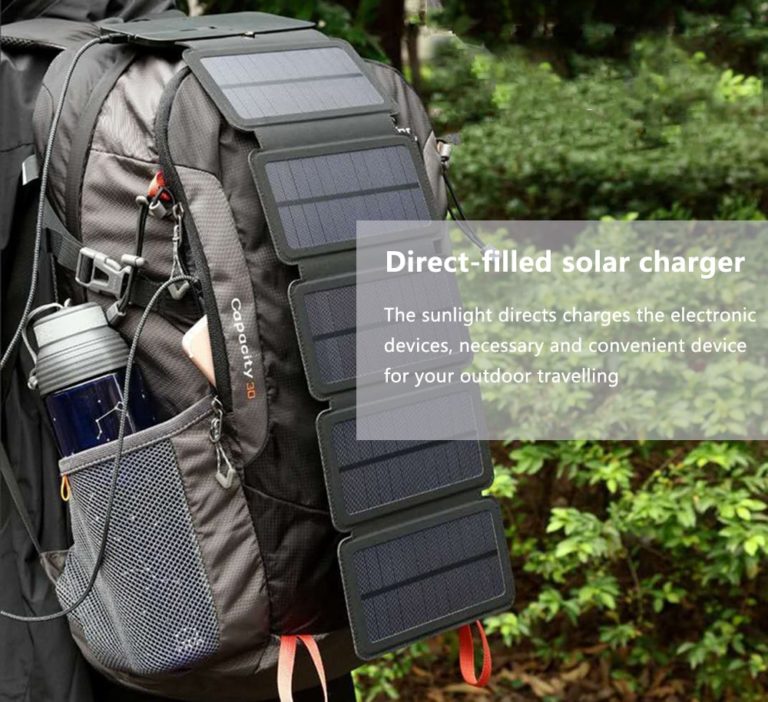 Direct-filled solar charger
The sunlight directs charges the electronic
devices, necessary and convenient device
for your outdoor travelling
Capacity 30